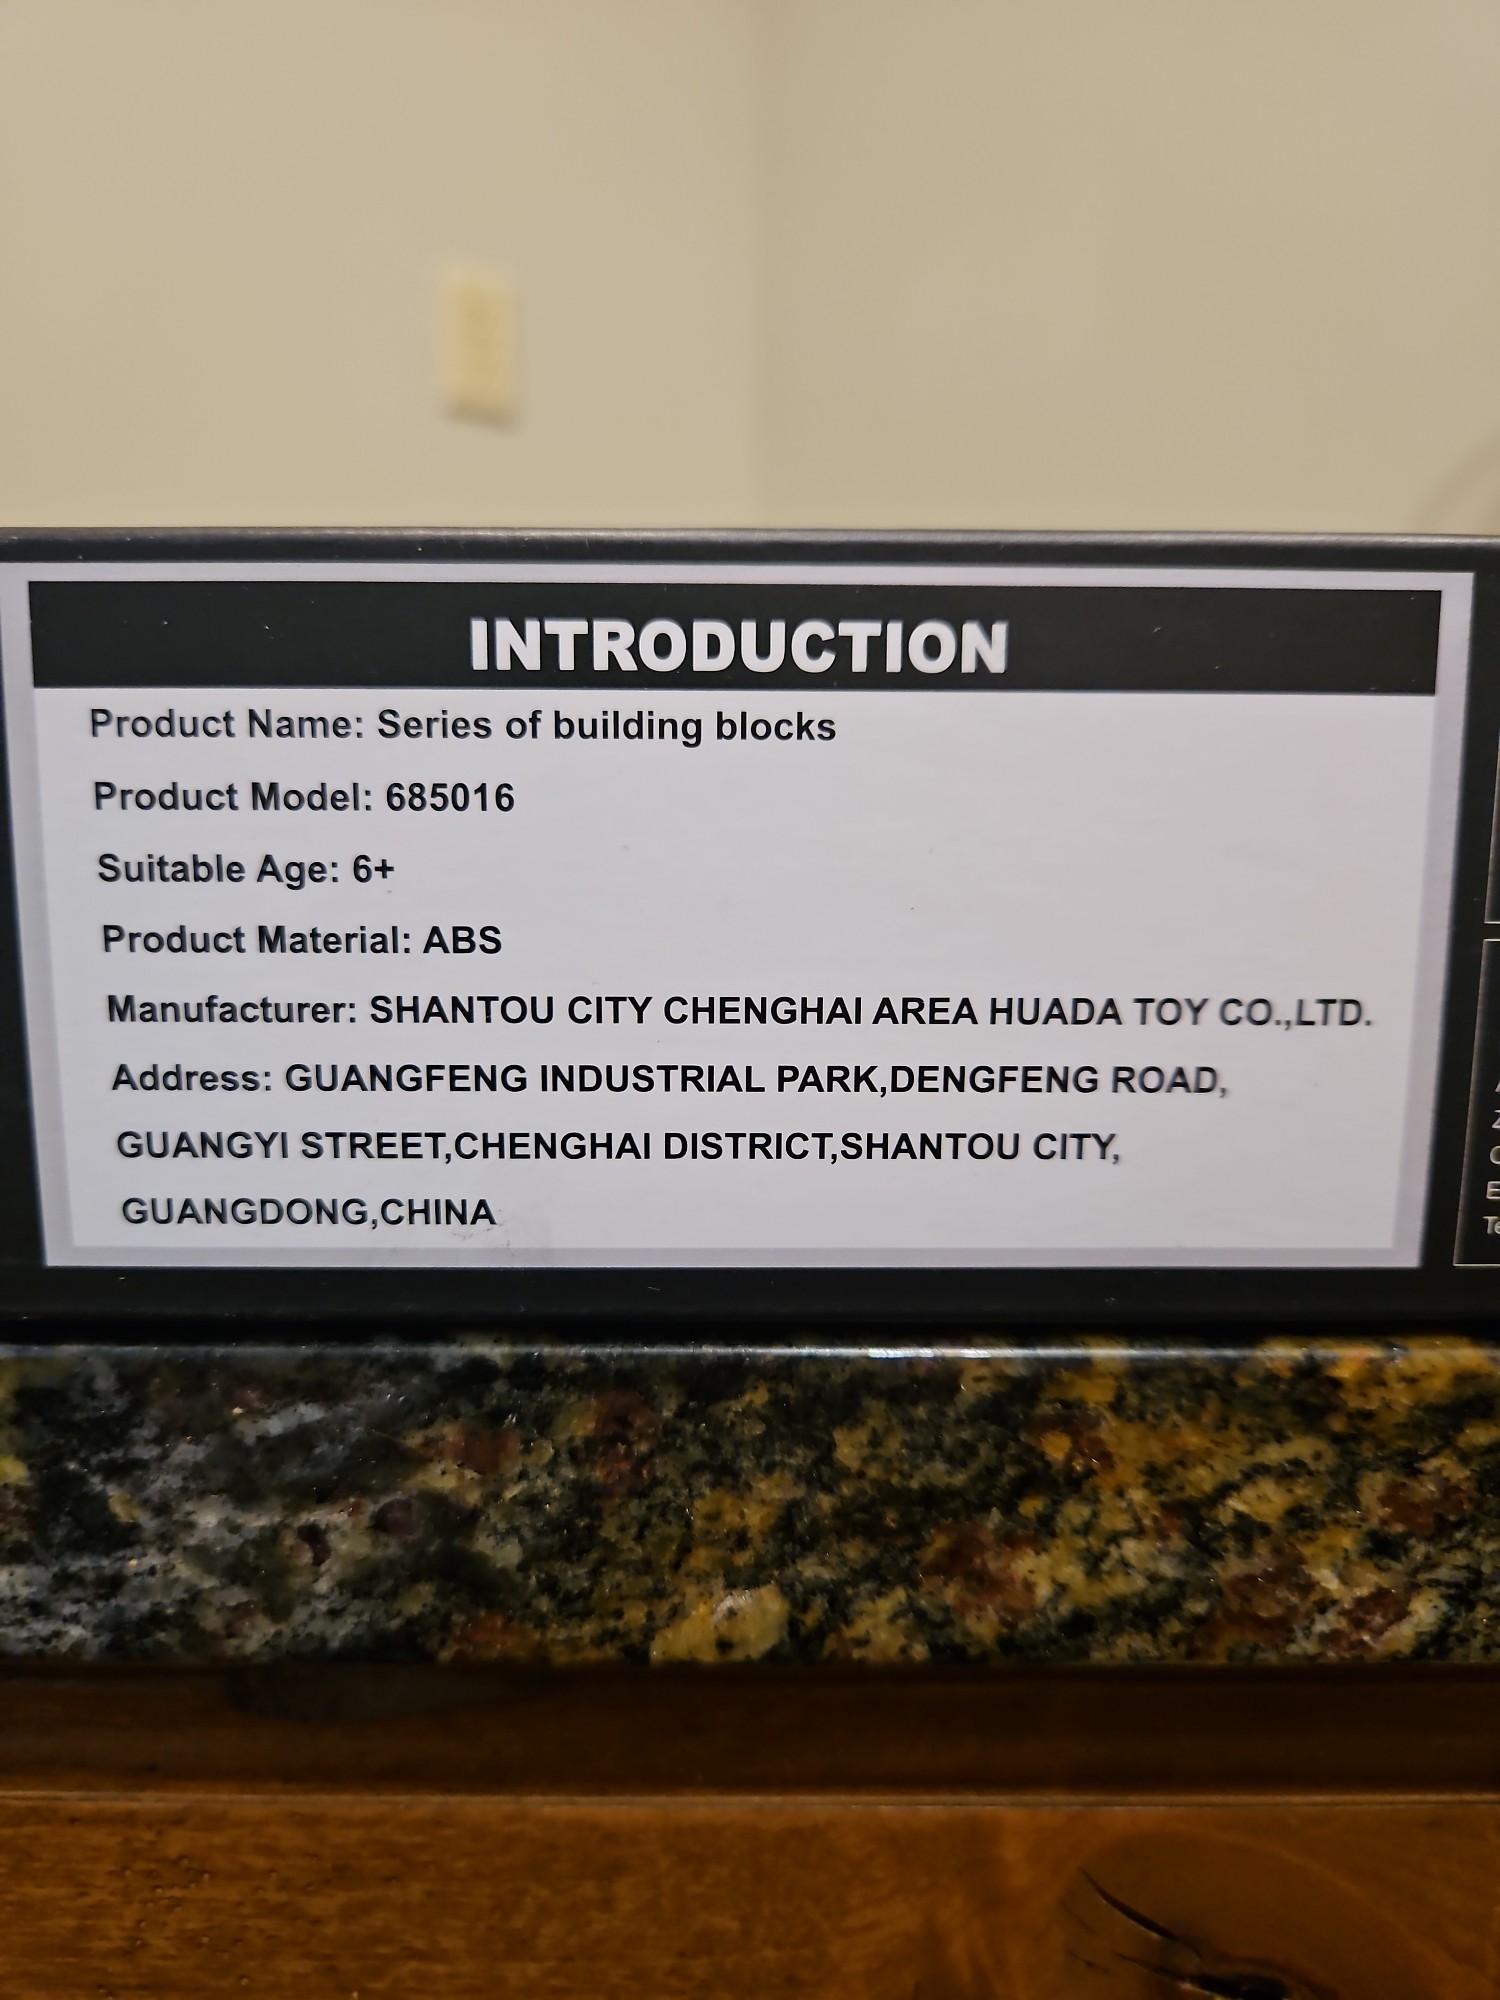 INTRODUCTION
Product Name: Series of building blocks
Product Model: 685016
Suitable Age: 6+
Product Material: ABS
Manufacturer: SHANTOU CITY CHENGHAI AREA HUADA TOY CO.,LTD.
Address: GUANGFENG INDUSTRIAL PARK,DENGFENG ROAD,
GUANGYI STREET,CHENGHAI DISTRICT,SHANTOU CITY,
GUANGDONG,CHINA